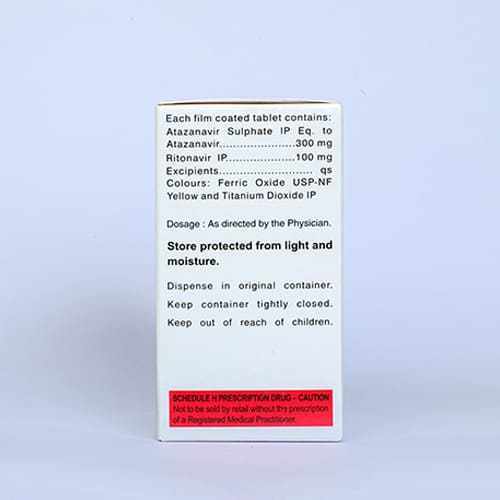 Each film coated tablet contains:
Atazanavir Sulphate IP Eq. to
Atazanavir.......................300 mg
Ritonavir IP.....................100 mg
Excipients............................ qs
Colours: Ferric Oxide USP-NF
Yellow and Titanium Dioxide IP
Dosage : As directed by the Physician.
Store protected from light and
moisture.
Dispense in original container.
Keep container tightly closed.
Keep out of reach of children.
SCHEDULE H PRESCRIPTION DRUG – CAUTION
Not to be sold by retail without the prescription
of a Registered Medical Practitioner.